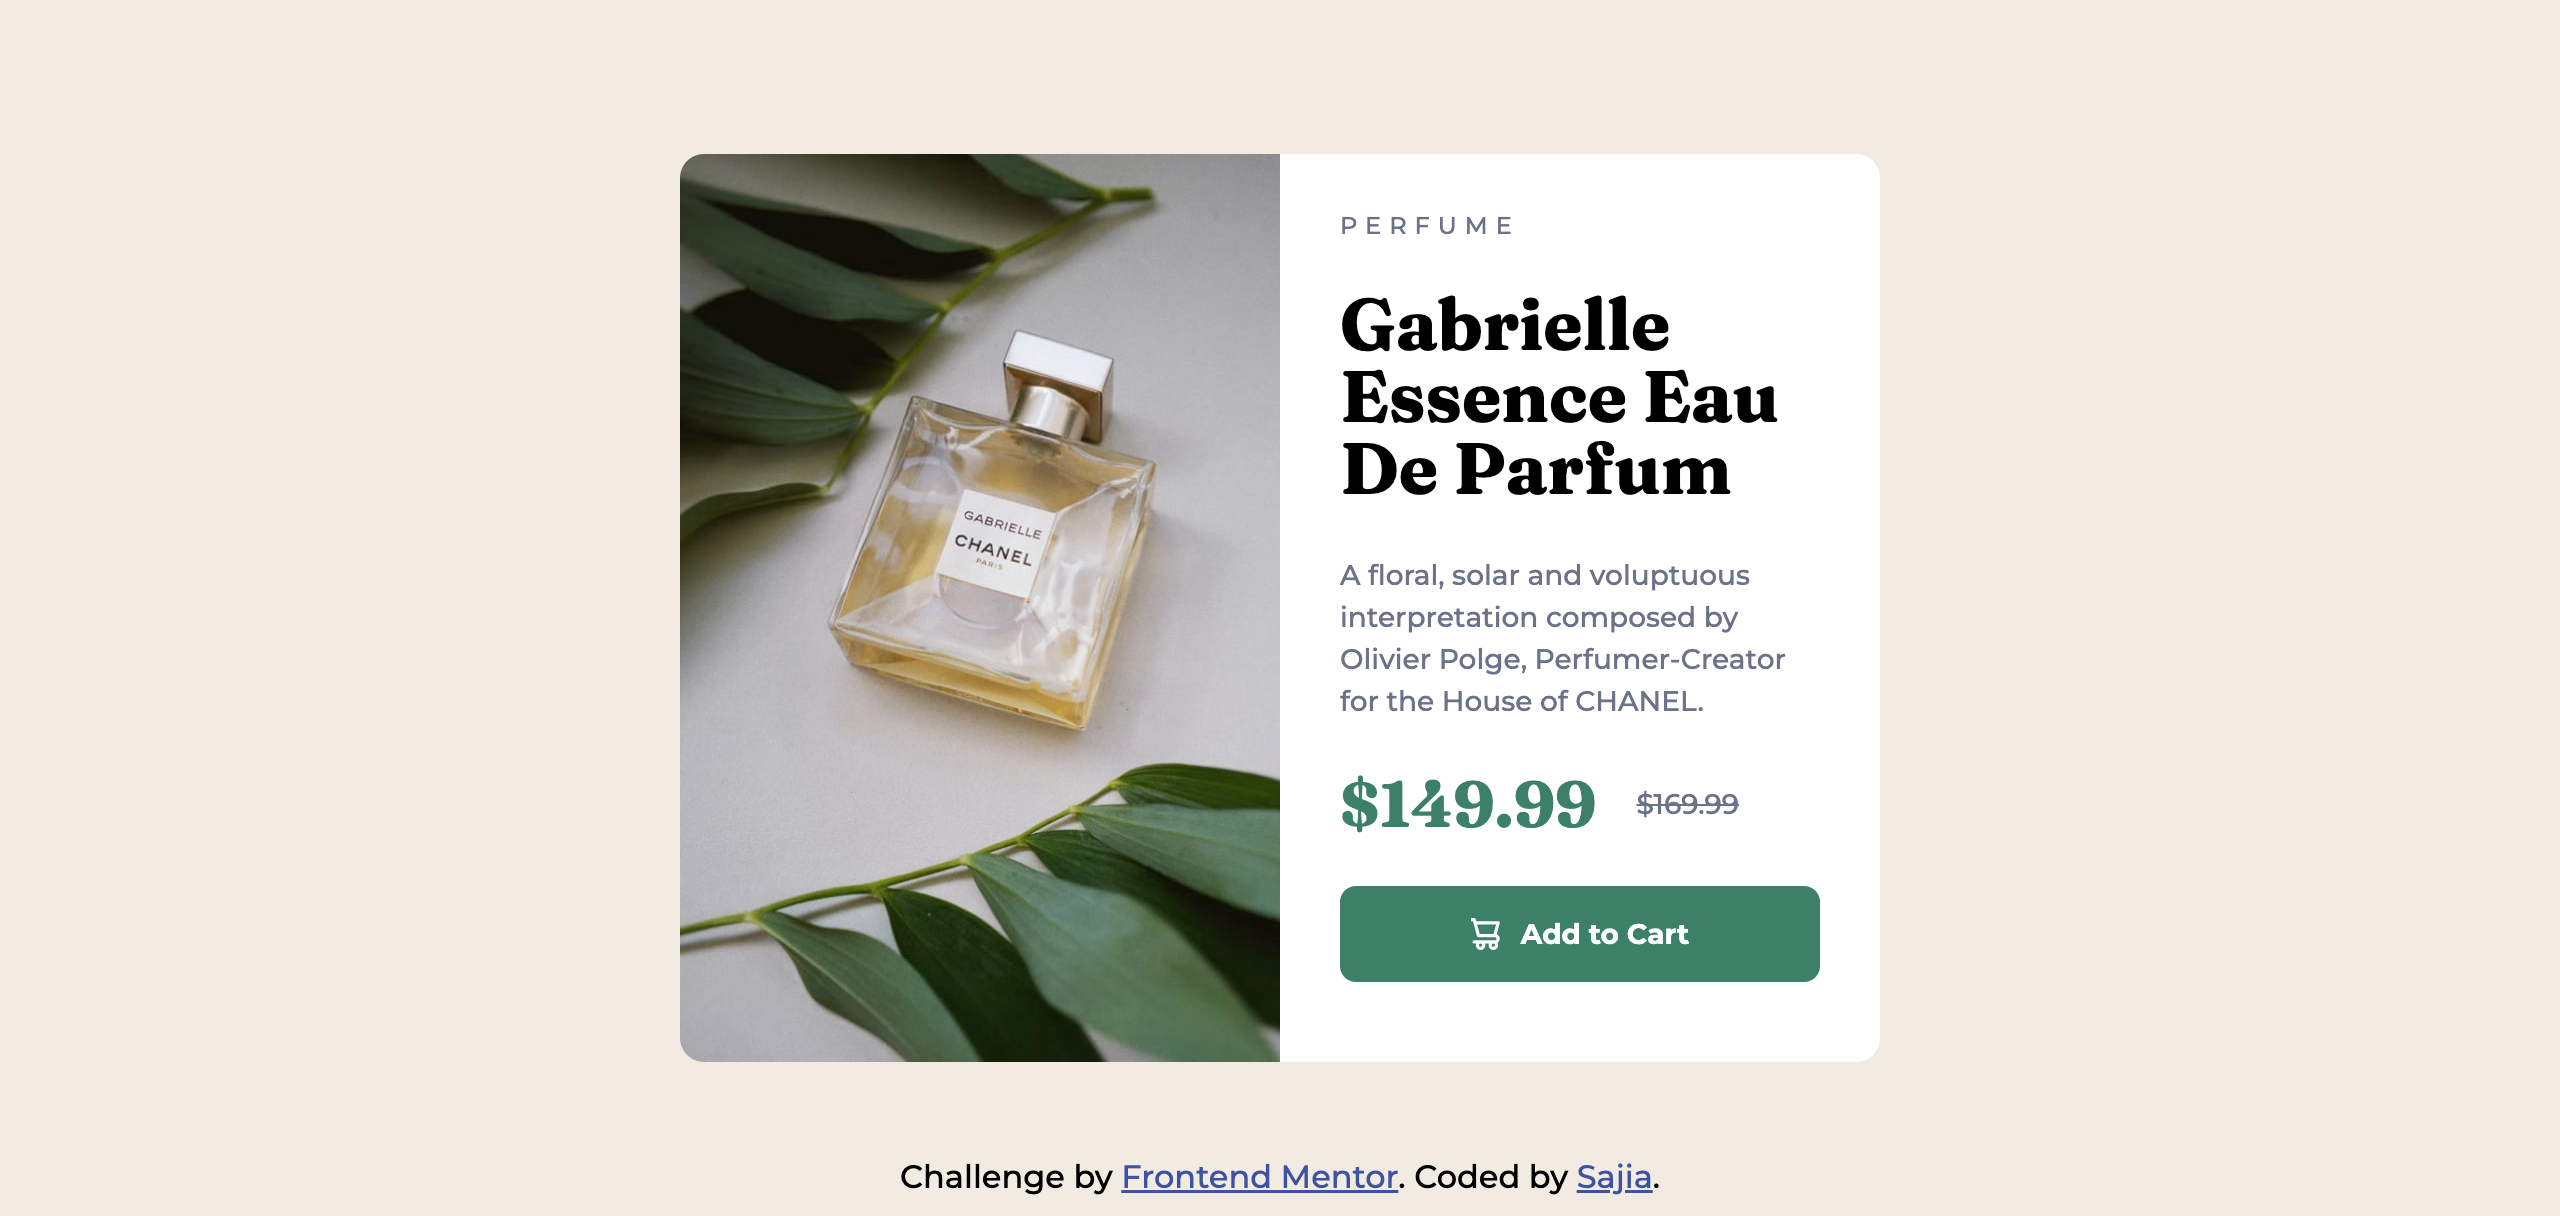 GABRIELLE
CHANEL
PARIS
PERFUME
Gabrielle
Essence Eau
De Parfum
A floral, solar and voluptuous
interpretation composed by
Olivier Polge, Perfumer-Creator
for the House of CHANEL.
$149.99 $169.99
Add to Cart
Challenge by Frontend Mentor. Coded by Sajia.